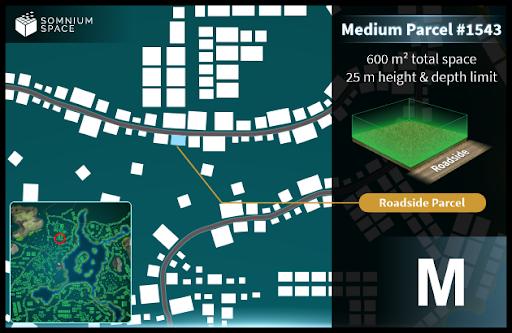 SOMNIUM
SPACE
Medium Parcel #1543
600 m² total space
25 m height & depth limit
Roadside
Roadside Parcel
M